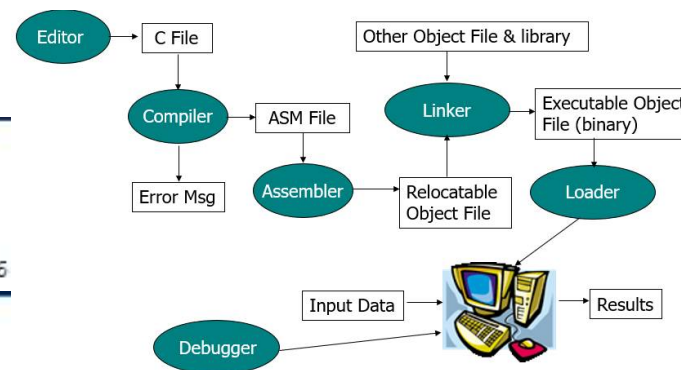 Editor
C File
Other Object File & library
Compiler
ASM File
Linker
Executable Object
File (binary)
Error Msg
Assembler
Relocatable
Object File
Loader
Input Data
Results
Debugger